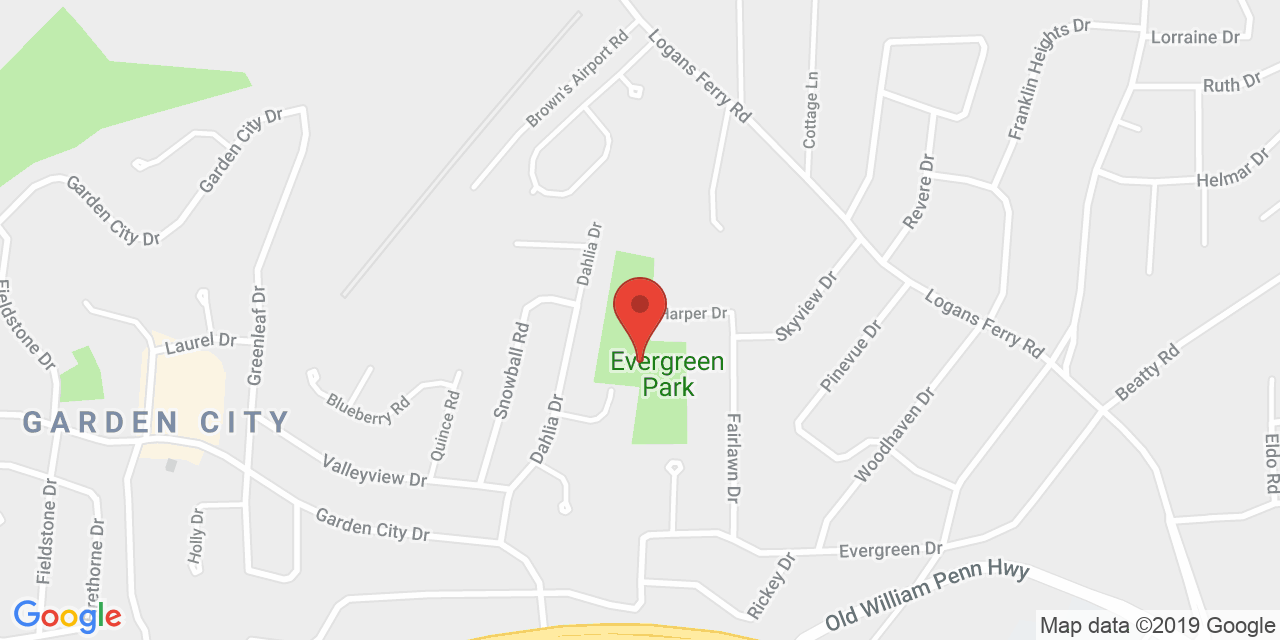 Lorraine Dr
Franklin Heights Dr
Ruth Dr
Brown's Airport Rd
Logans Ferry Rd
Cottage Ln
Garden City Dr
Helmar Dr
Revere Dr
Garden City Dr
Dahlia Dr
Fieldstone Dr
Greenleaf Dr
Skyview Dr
Logans Ferry Rd
Harper Dr
Laurel Dr
Pinevue Dr
Snowball Rd
Evergreen
Park
Beatty Rd
Blueberry Rd
Quince Rd
GARDEN CITY
Dahlia Dr
Woodhaven Dr
Fairlawn Dr
Eldo Rd
Valleyview Dr
Garden City Dr
Fieldstone Dr
Holly Dr
Evergreen Dr
Rickey Dr
Old William Penn Hwy
Google
Map data ©2019 Google